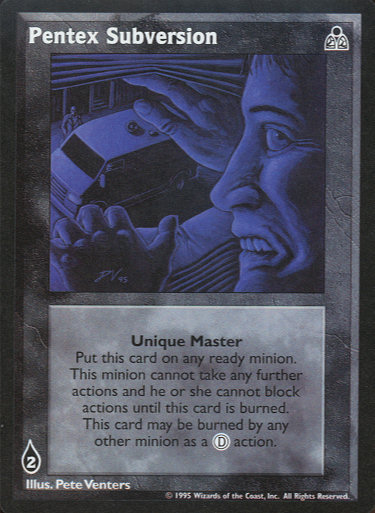 Pentex Subversion
PV 95
Unique Master
Put this card on any ready minion.
This minion cannot take any further
actions and he or she cannot block
actions until this card is burned.
This card may be burned by any
other minion as a Ⓓ action.
2
Illus. Pete Venters
© 1995 Wizards of the Coast, Inc. All Rights Reserved.